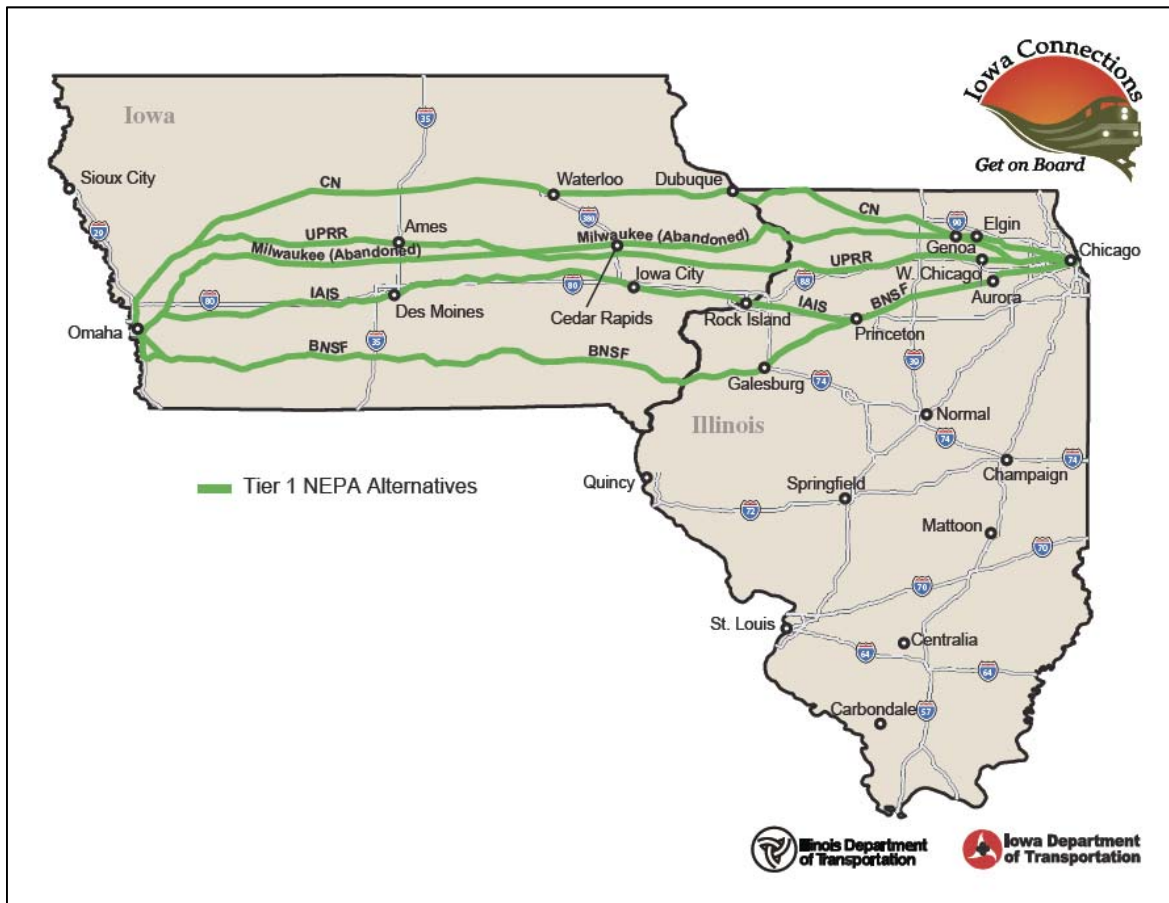 Iowa Connections
Get on Board
Iowa
35
Sioux City
CN
Waterloo
Dubuque
29
380
CN
90
Elgin
UPRR
Ames
Milwaukee (Abandoned)
Genoa
Milwaukee (Abandoned)
UPRR
Chicago
Iowa City
W. Chicago
80
IAIS
80
88
IAIS
BNSF
Aurora
Omaha
Des Moines
Cedar Rapids
Rock Island
Princeton
35
BNSF
BNSF
39
Galesburg
74
Illinois
Normal
74
Champaign
74
Tier 1 NEPA Alternatives
Quincy
Springfield
72
Mattoon
70
70
St. Louis
Centralia
64
64
Carbondale
57
Illinois Department
of Transportation
Iowa Department
of Transportation